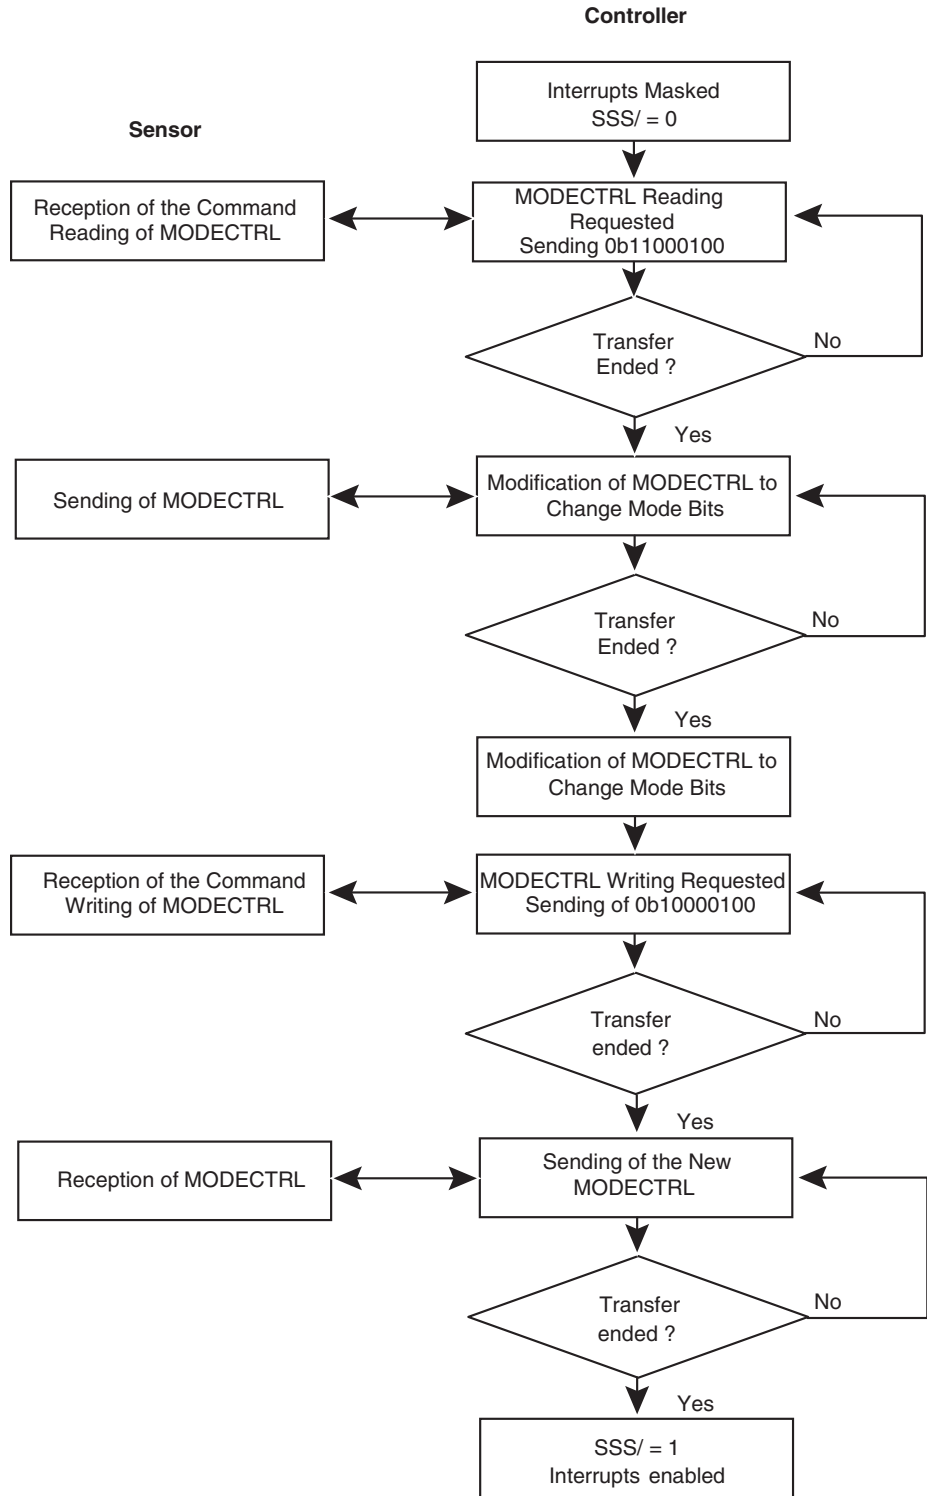 Controller
Interrupts Masked
SSS/ = 0
Sensor
Reception of the Command
Reading of MODECTRL
MODECTRL Reading
Requested
Sending 0b11000100
Transfer
Ended ?
No
Yes
Sending of MODECTRL
Modification of MODECTRL to
Change Mode Bits
Transfer
Ended ?
No
Yes
Modification of MODECTRL to
Change Mode Bits
Reception of the Command
Writing of MODECTRL
MODECTRL Writing Requested
Sending of 0b10000100
Transfer
ended ?
No
Yes
Reception of MODECTRL
Sending of the New
MODECTRL
Transfer
ended ?
No
Yes
SSS/ = 1
Interrupts enabled